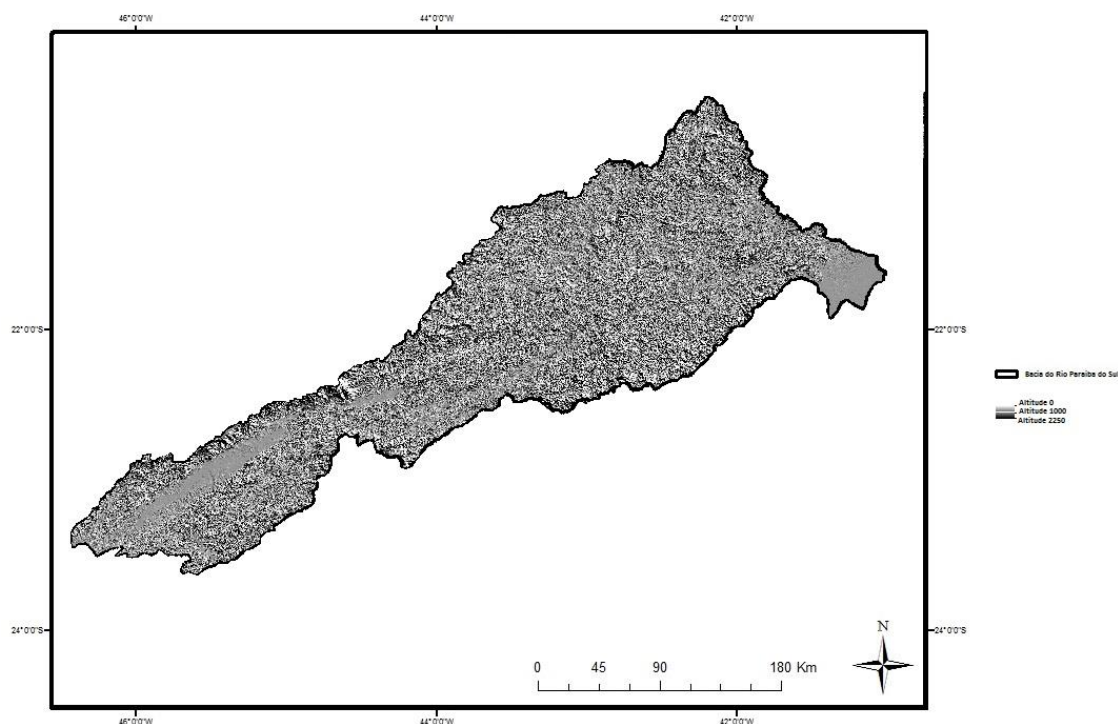 46°0'0"W 44°0'0"W 42°0'0"W
22°0'0"S 22°0'0"S
Bacia do Rio Paraíba do Sul
Altitude 0
Altitude 1000
Altitude 2250
24°0'0"S 24°0'0"S
N
0 45 90 180 Km
46°0'0"W 44°0'0"W 42°0'0"W